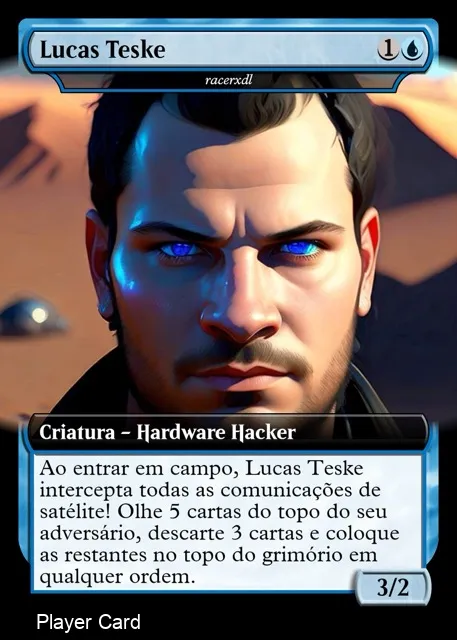 Lucas Teske 1
racerxdl
Criatura – Hardware Hacker
Ao entrar em campo, Lucas Teske
intercepta todas as comunicações de
satélite! Olhe 5 cartas do topo do seu
adversário, descarte 3 cartas e coloque
as restantes no topo do grimório em
qualquer ordem.
3/2
Player Card